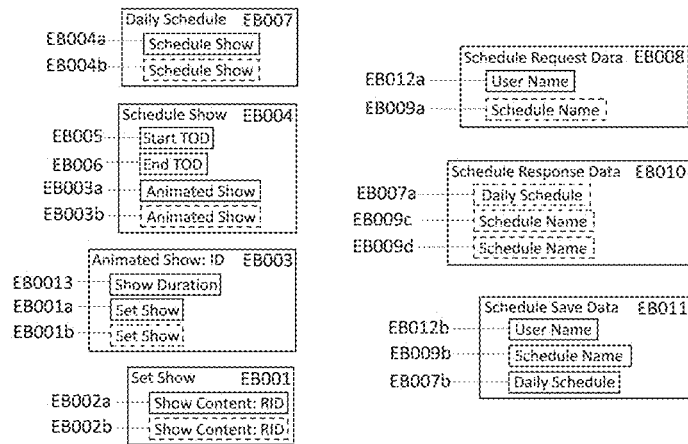 Daily Schedule EB007
EB004a Schedule Show
EB004b Schedule Show
Schedule Show EB004
EB005 Start TOD
EB006 End TOD
EB003a Animated Show
EB003b Animated Show
Animated Show: ID EB003
EB0013 Show Duration
EB001a Set Show
EB001b Set Show
Set Show EB001
EB002a Show Content: RID
EB002b Show Content: RID
Schedule Request Data EB008
EB012a User Name
EB009a Schedule Name
Schedule Response Data EB010
EB007a Daily Schedule
EB009c Schedule Name
EB009d Schedule Name
Schedule Save Data EB011
EB012b User Name
EB009b Schedule Name
EB007b Daily Schedule